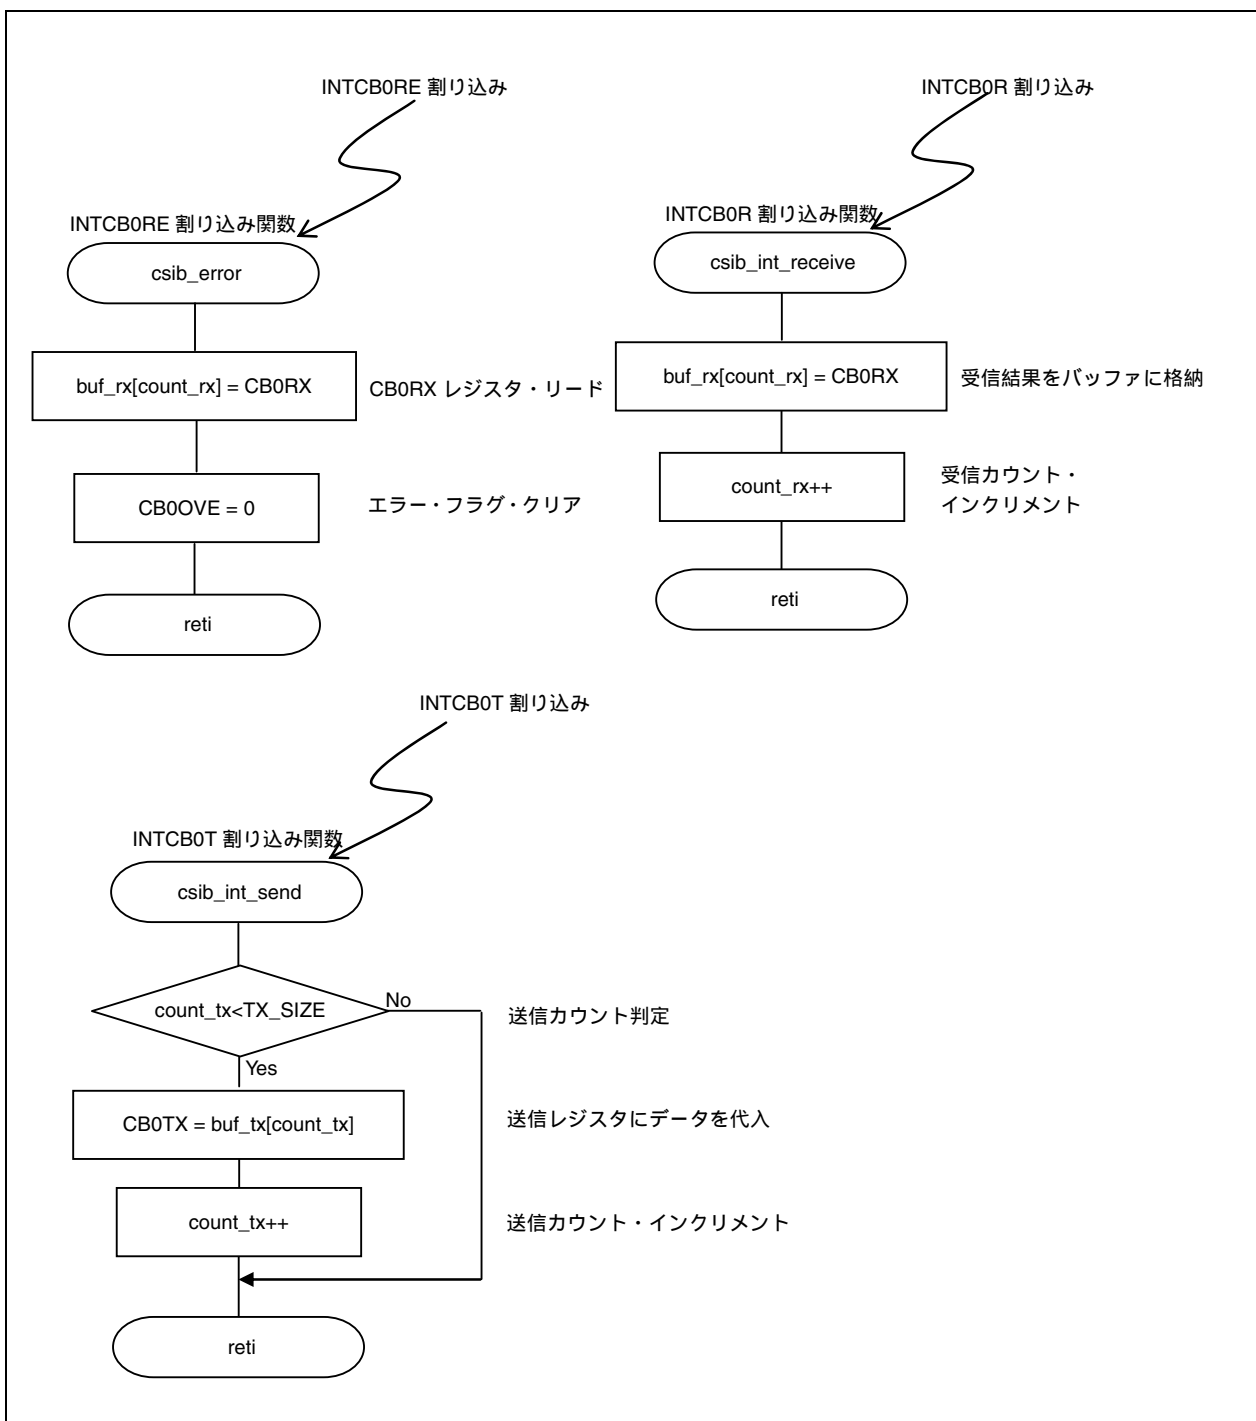 INTCB0RE 割り込み
INTCB0RE 割り込み関数
csib_error
buf_rx[count_rx] = CB0RX
CB0RX レジスタ・リード
CB0OVE = 0
エラー・フラグ・クリア
reti
INTCB0R 割り込み
INTCB0R 割り込み関数
csib_int_receive
buf_rx[count_rx] = CB0RX
受信結果をバッファに格納
count_rx++
受信カウント・
インクリメント
reti
INTCB0T 割り込み
INTCB0T 割り込み関数
csib_int_send
count_tx<TX_SIZE
No
送信カウント判定
Yes
CB0TX = buf_tx[count_tx]
送信レジスタにデータを代入
count_tx++
送信カウント・インクリメント
reti